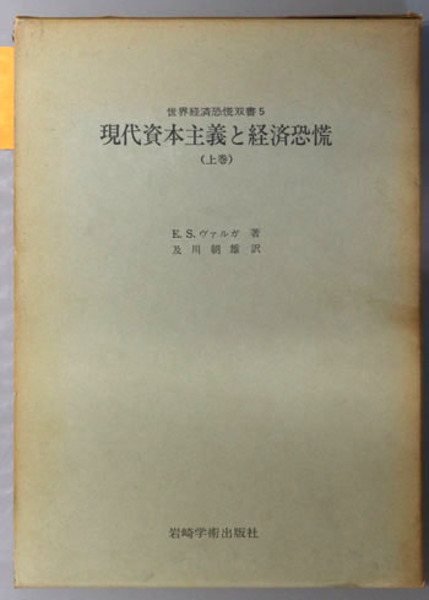 世界経済恐慌双書5
現代資本主義と経済恐慌
（上巻）
E. S. ヴァルガ 著
及川朝雄 訳
岩崎学術出版社